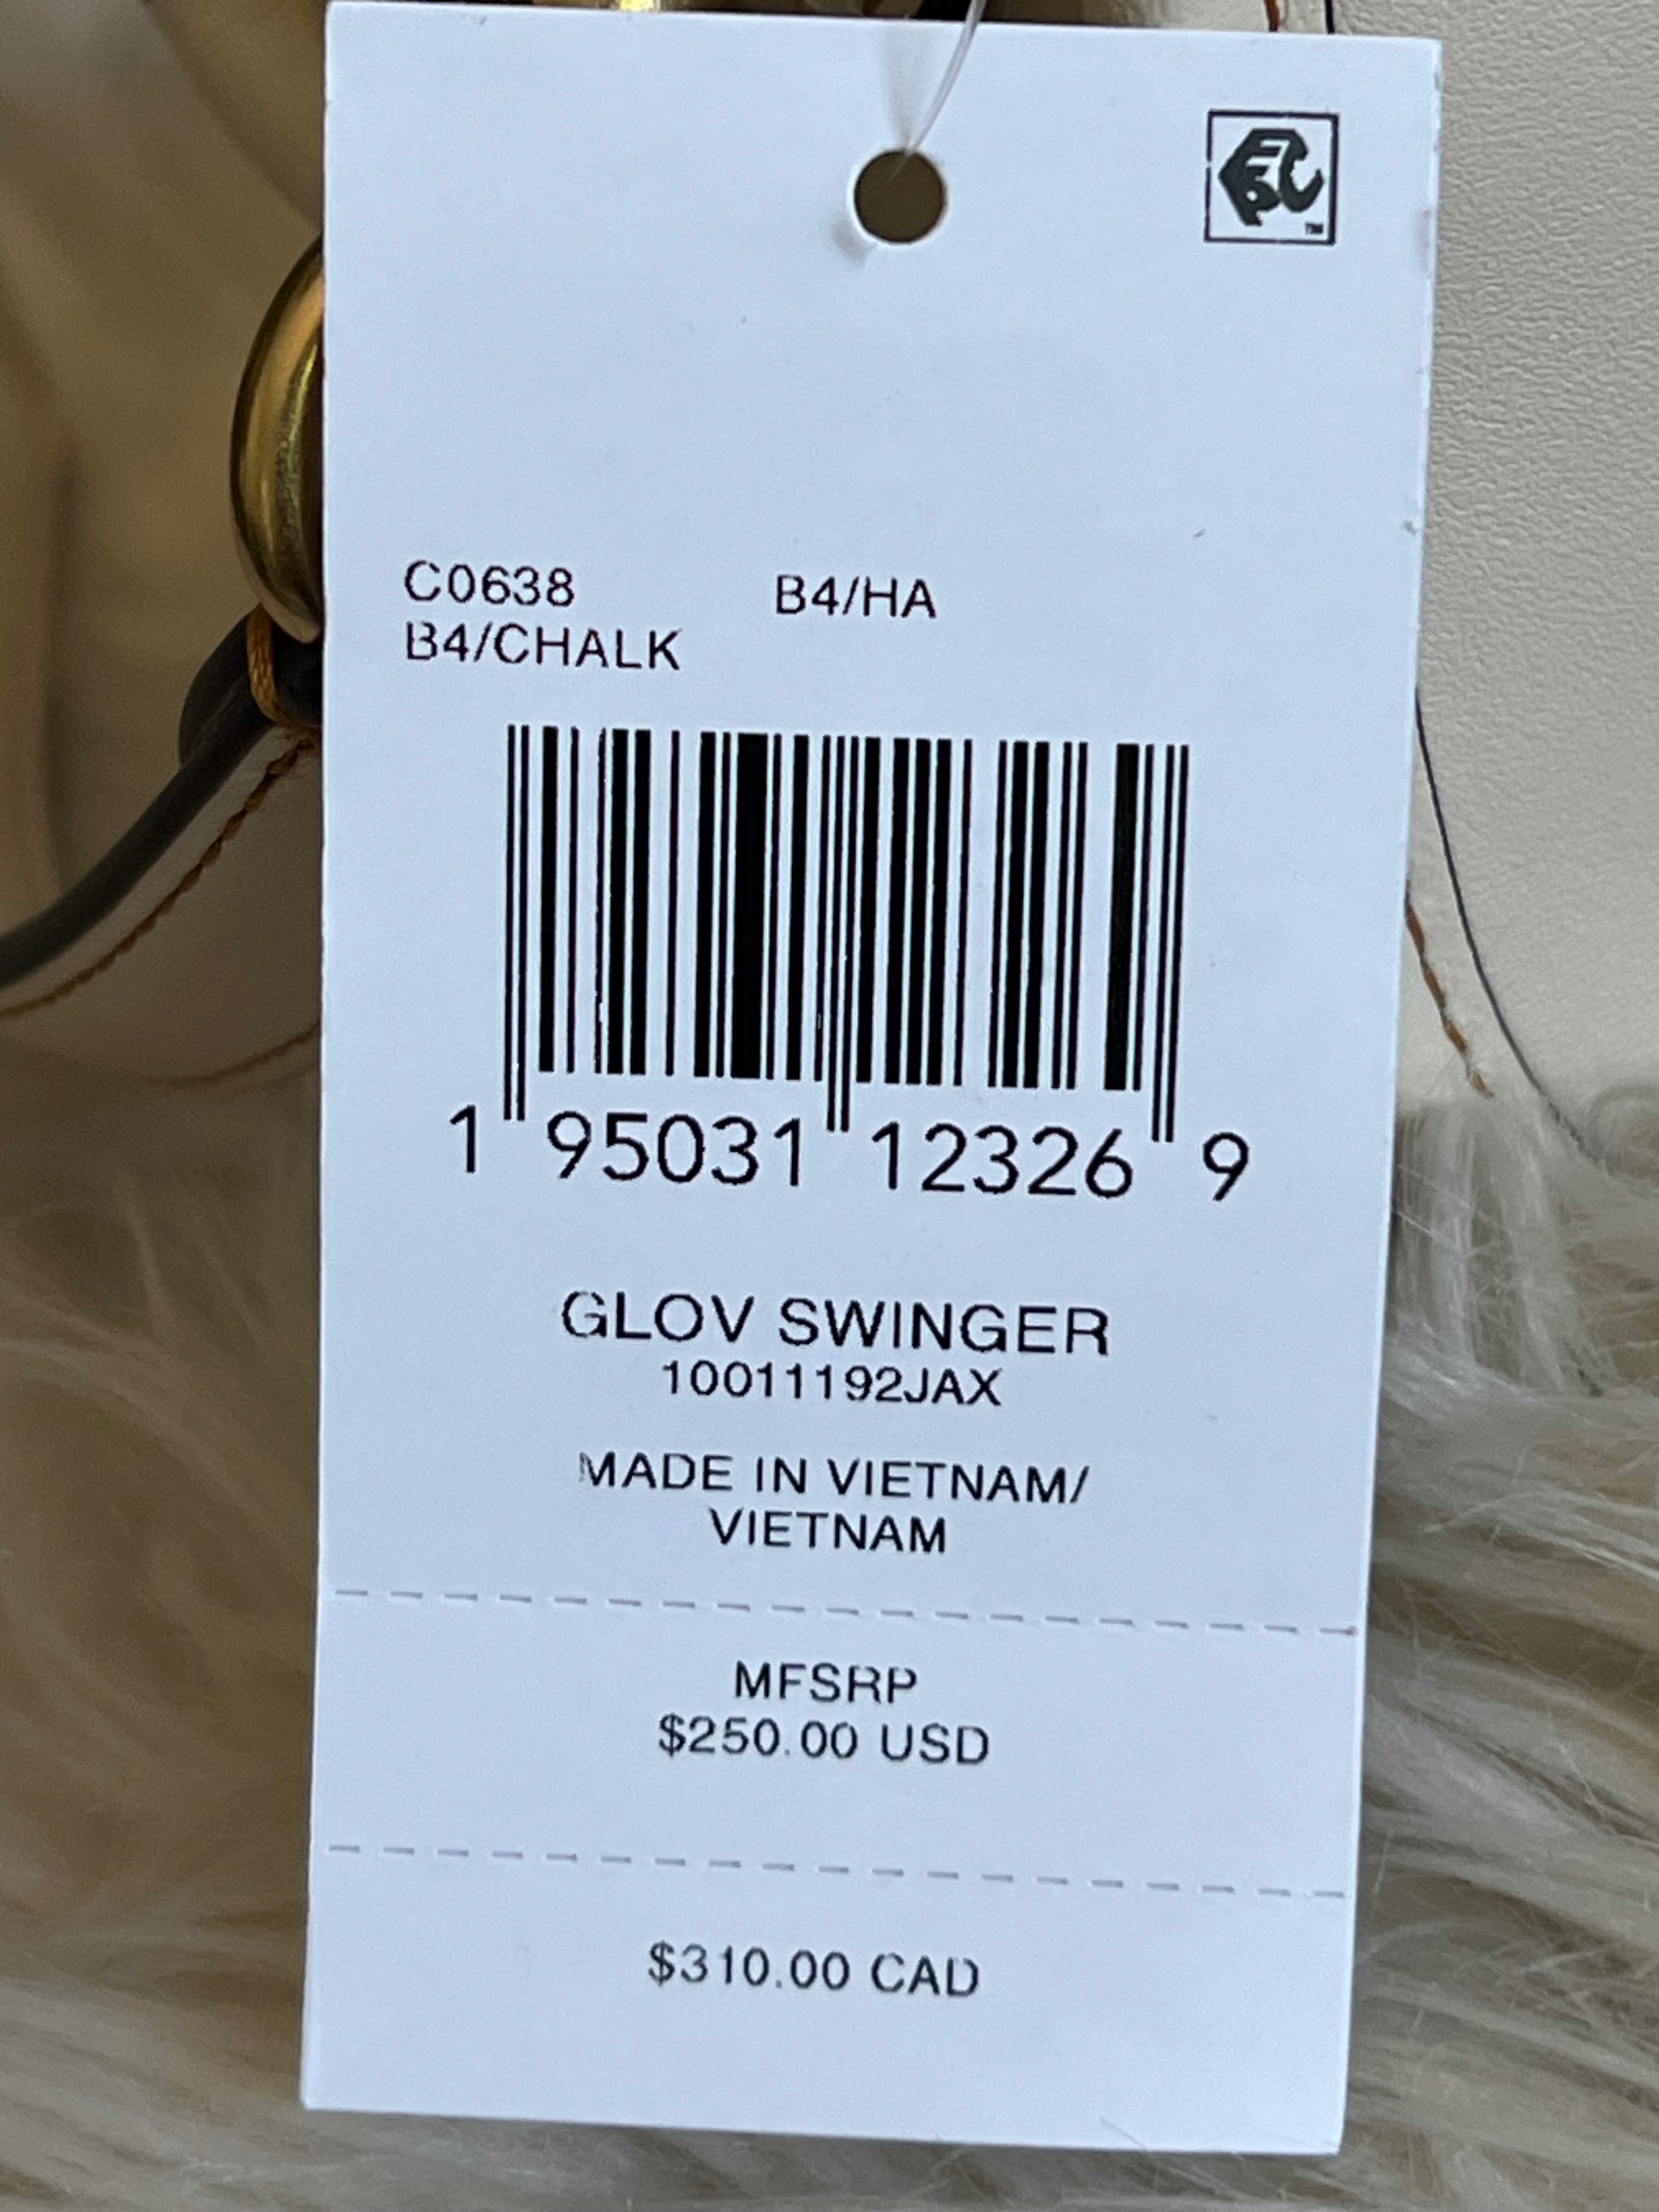 C0638 B4/HA
B4/CHALK
1 95031 12326 9
GLOV SWINGER
10011192JAX
MADE IN VIETNAM/
VIETNAM
MFSRP
$250.00 USD
$310.00 CAD